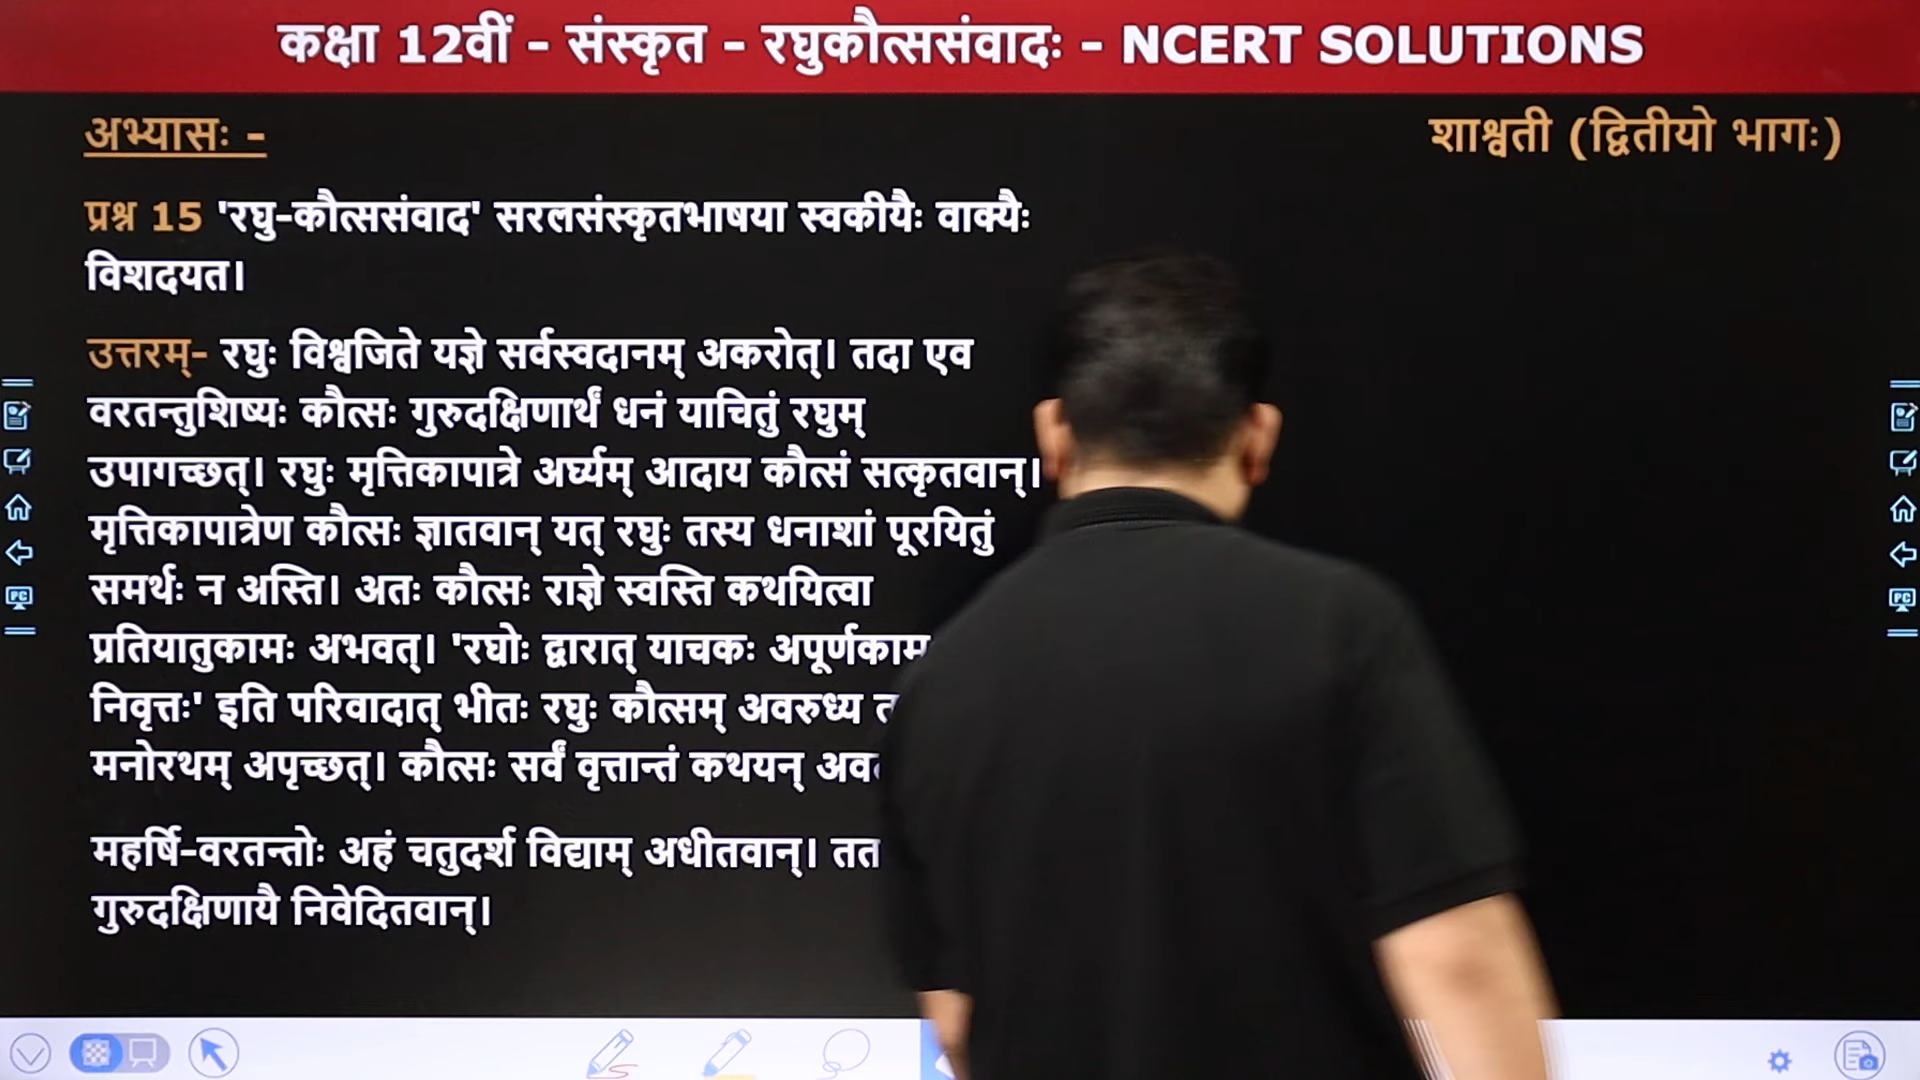 कक्षा 12वीं - संस्कृत - रघुकौत्ससंवादः - NCERT SOLUTIONS
अभ्यासः -
शाश्वती (द्वितीयो भागः)
प्रश्न 15 'रघु-कौत्ससंवाद' सरलसंस्कृतभाषया स्वकीयैः वाक्यैः
विशदयत।
उत्तरम्- रघुः विश्वजिते यज्ञे सर्वस्वदानम् अकरोत्। तदा एव
वरतन्तुशिष्यः कौत्सः गुरुदक्षिणार्थं धनं याचितुं रघुम्
उपागच्छत्। रघुः मृत्तिकापात्रे अर्घ्यम् आदाय कौत्सं सत्कृतवान्।
मृत्तिकापात्रेण कौत्सः ज्ञातवान् यत् रघुः तस्य धनाशां पूरयितुं
समर्थः न अस्ति। अतः कौत्सः राज्ञे स्वस्ति कथयित्वा
प्रतियातुकामः अभवत्। 'रघोः द्वारात् याचकः
निवृत्तः' इति परिवादात् भीतः रघुः कौत्सम् अवरुध्य
मनोरथम् अपृच्छत्। कौत्सः सर्वं वृत्तान्तं कथयन्
महर्षि-वरतन्तोः अहं चतुदर्श विद्याम् अधीतवान्।
गुरुदक्षिणायै निवेदितवान्।
PC
PC